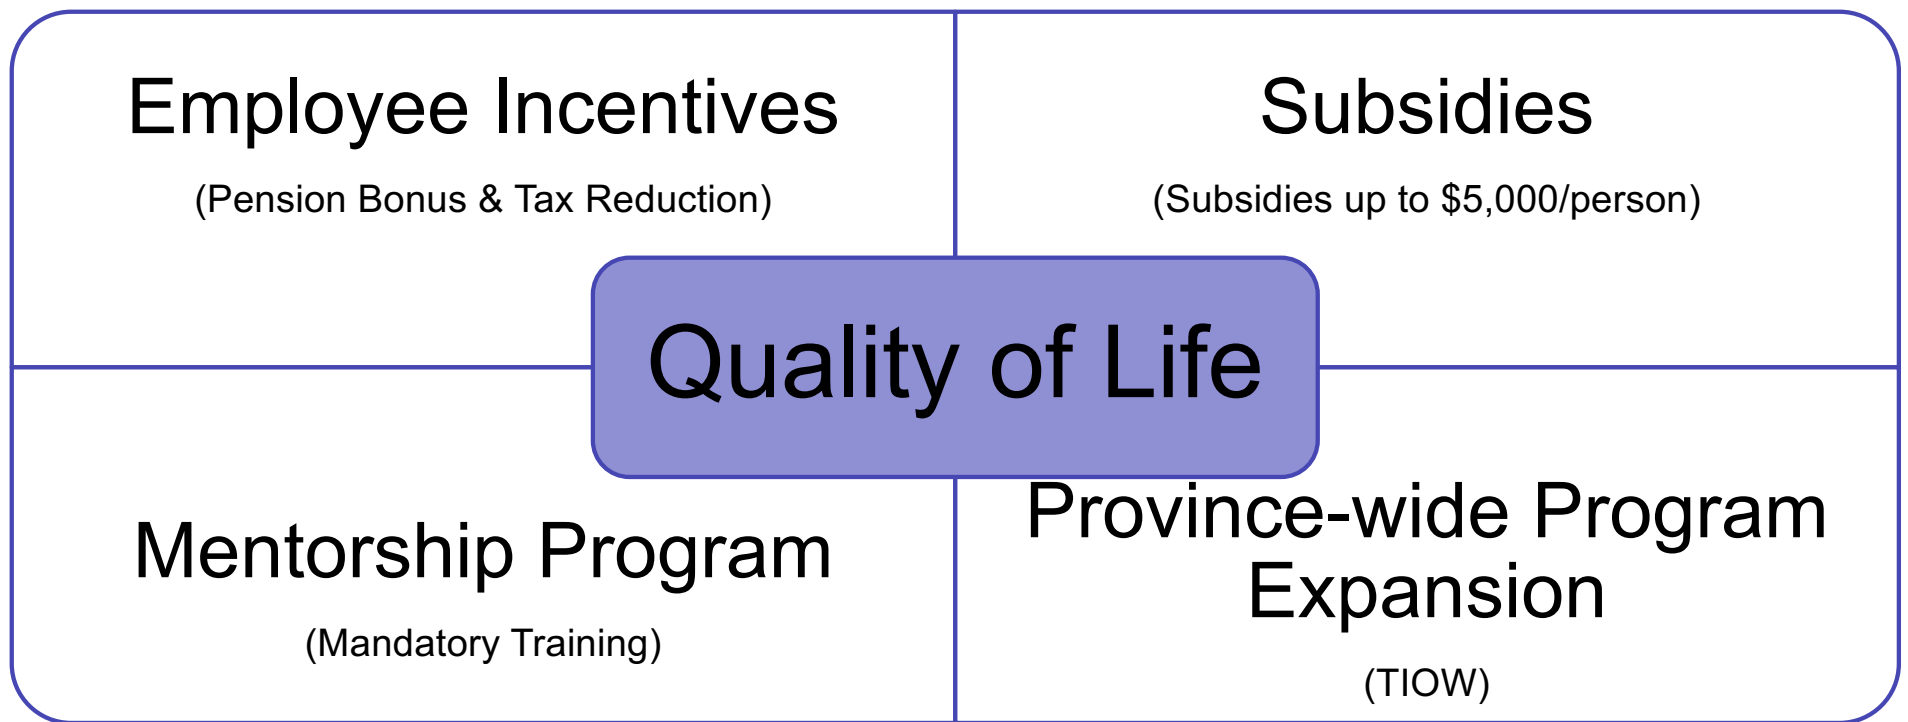 Employee Incentives
(Pension Bonus & Tax Reduction)
Subsidies
(Subsidies up to $5,000/person)
Quality of Life
Mentorship Program
(Mandatory Training)
Province-wide Program
Expansion
(TIOW)